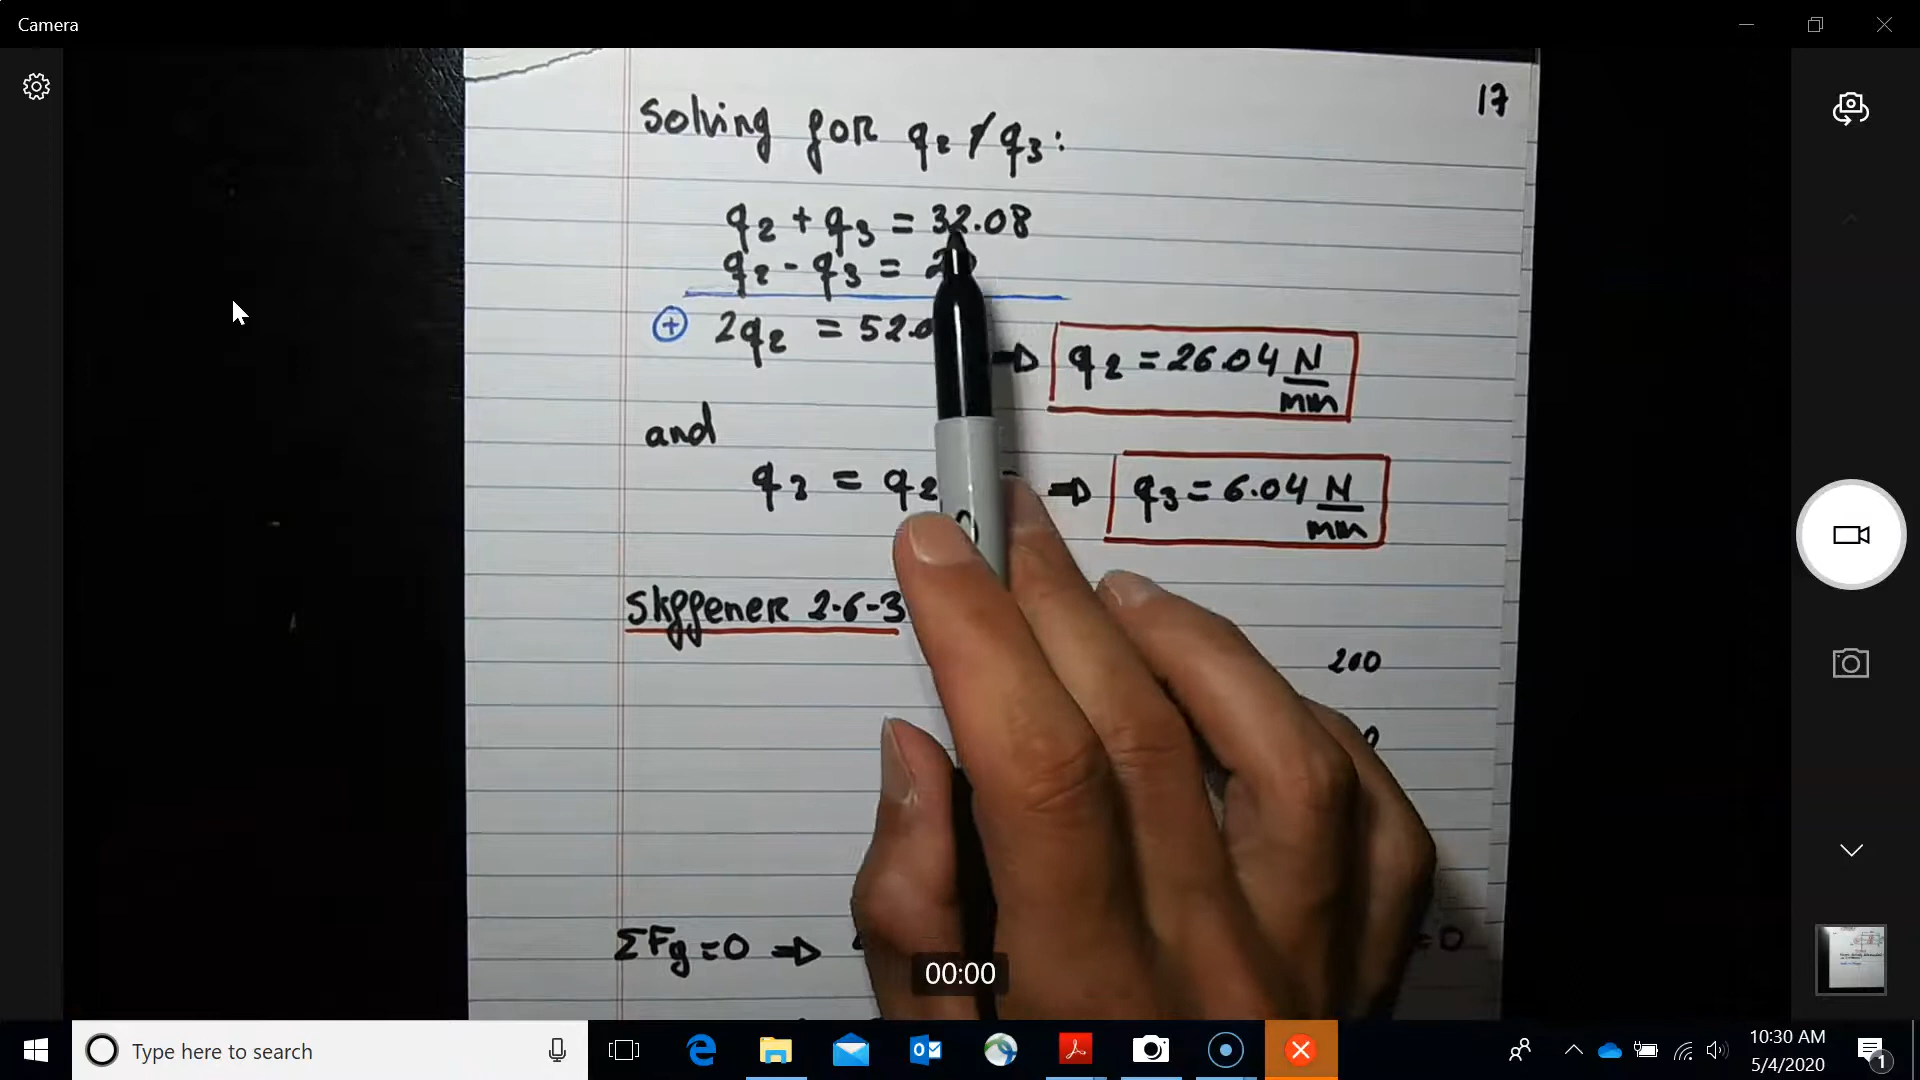 Camera
17
Solving for q2 / q3:
q2 + q3 = 32.08
q2 - q3 =
+ 2q2 = 52.0
q2 = 26.04 N/mm
and
q3 = q2
q3 = 6.04 N/mm
Stiffener 2-6-3
200
ΣFy = 0 ⇒
= 0
00:00
Type here to search
10:30 AM
5/4/2020
1